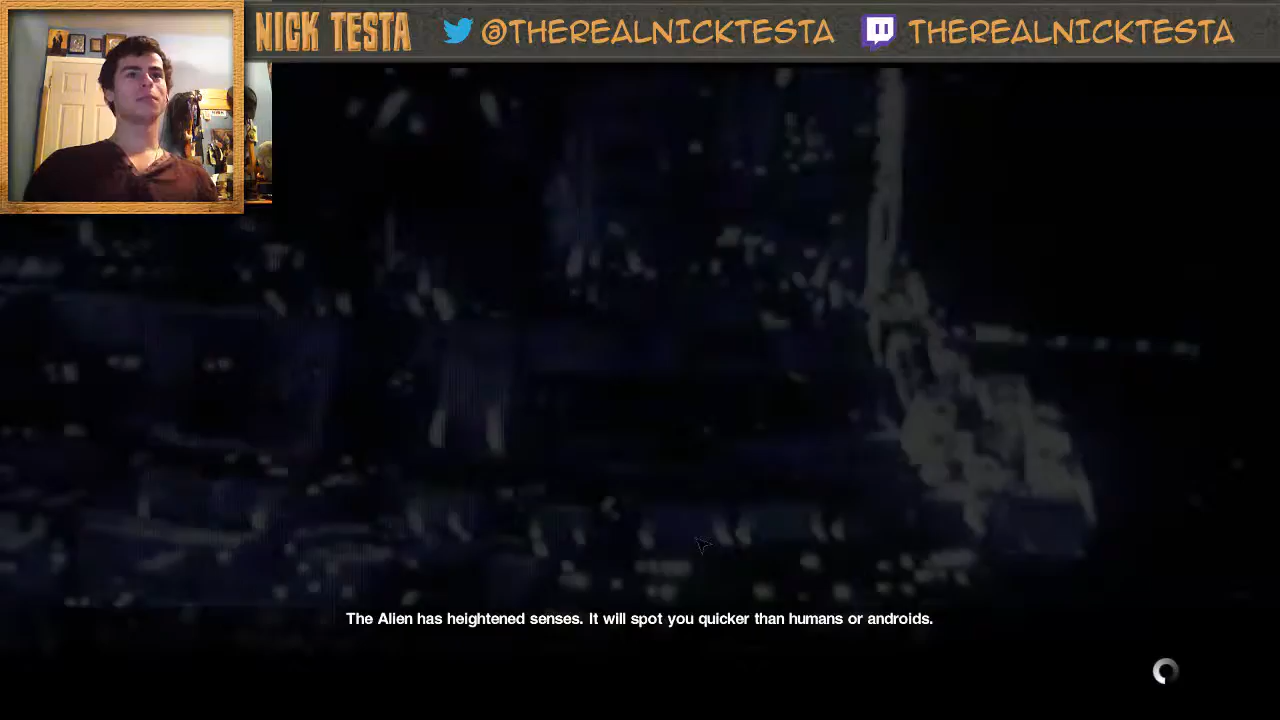 NICK TESTA @THEREALNICKTESTA THEREALNICKTESTA
The Alien has heightened senses. It will spot you quicker than humans or androids.